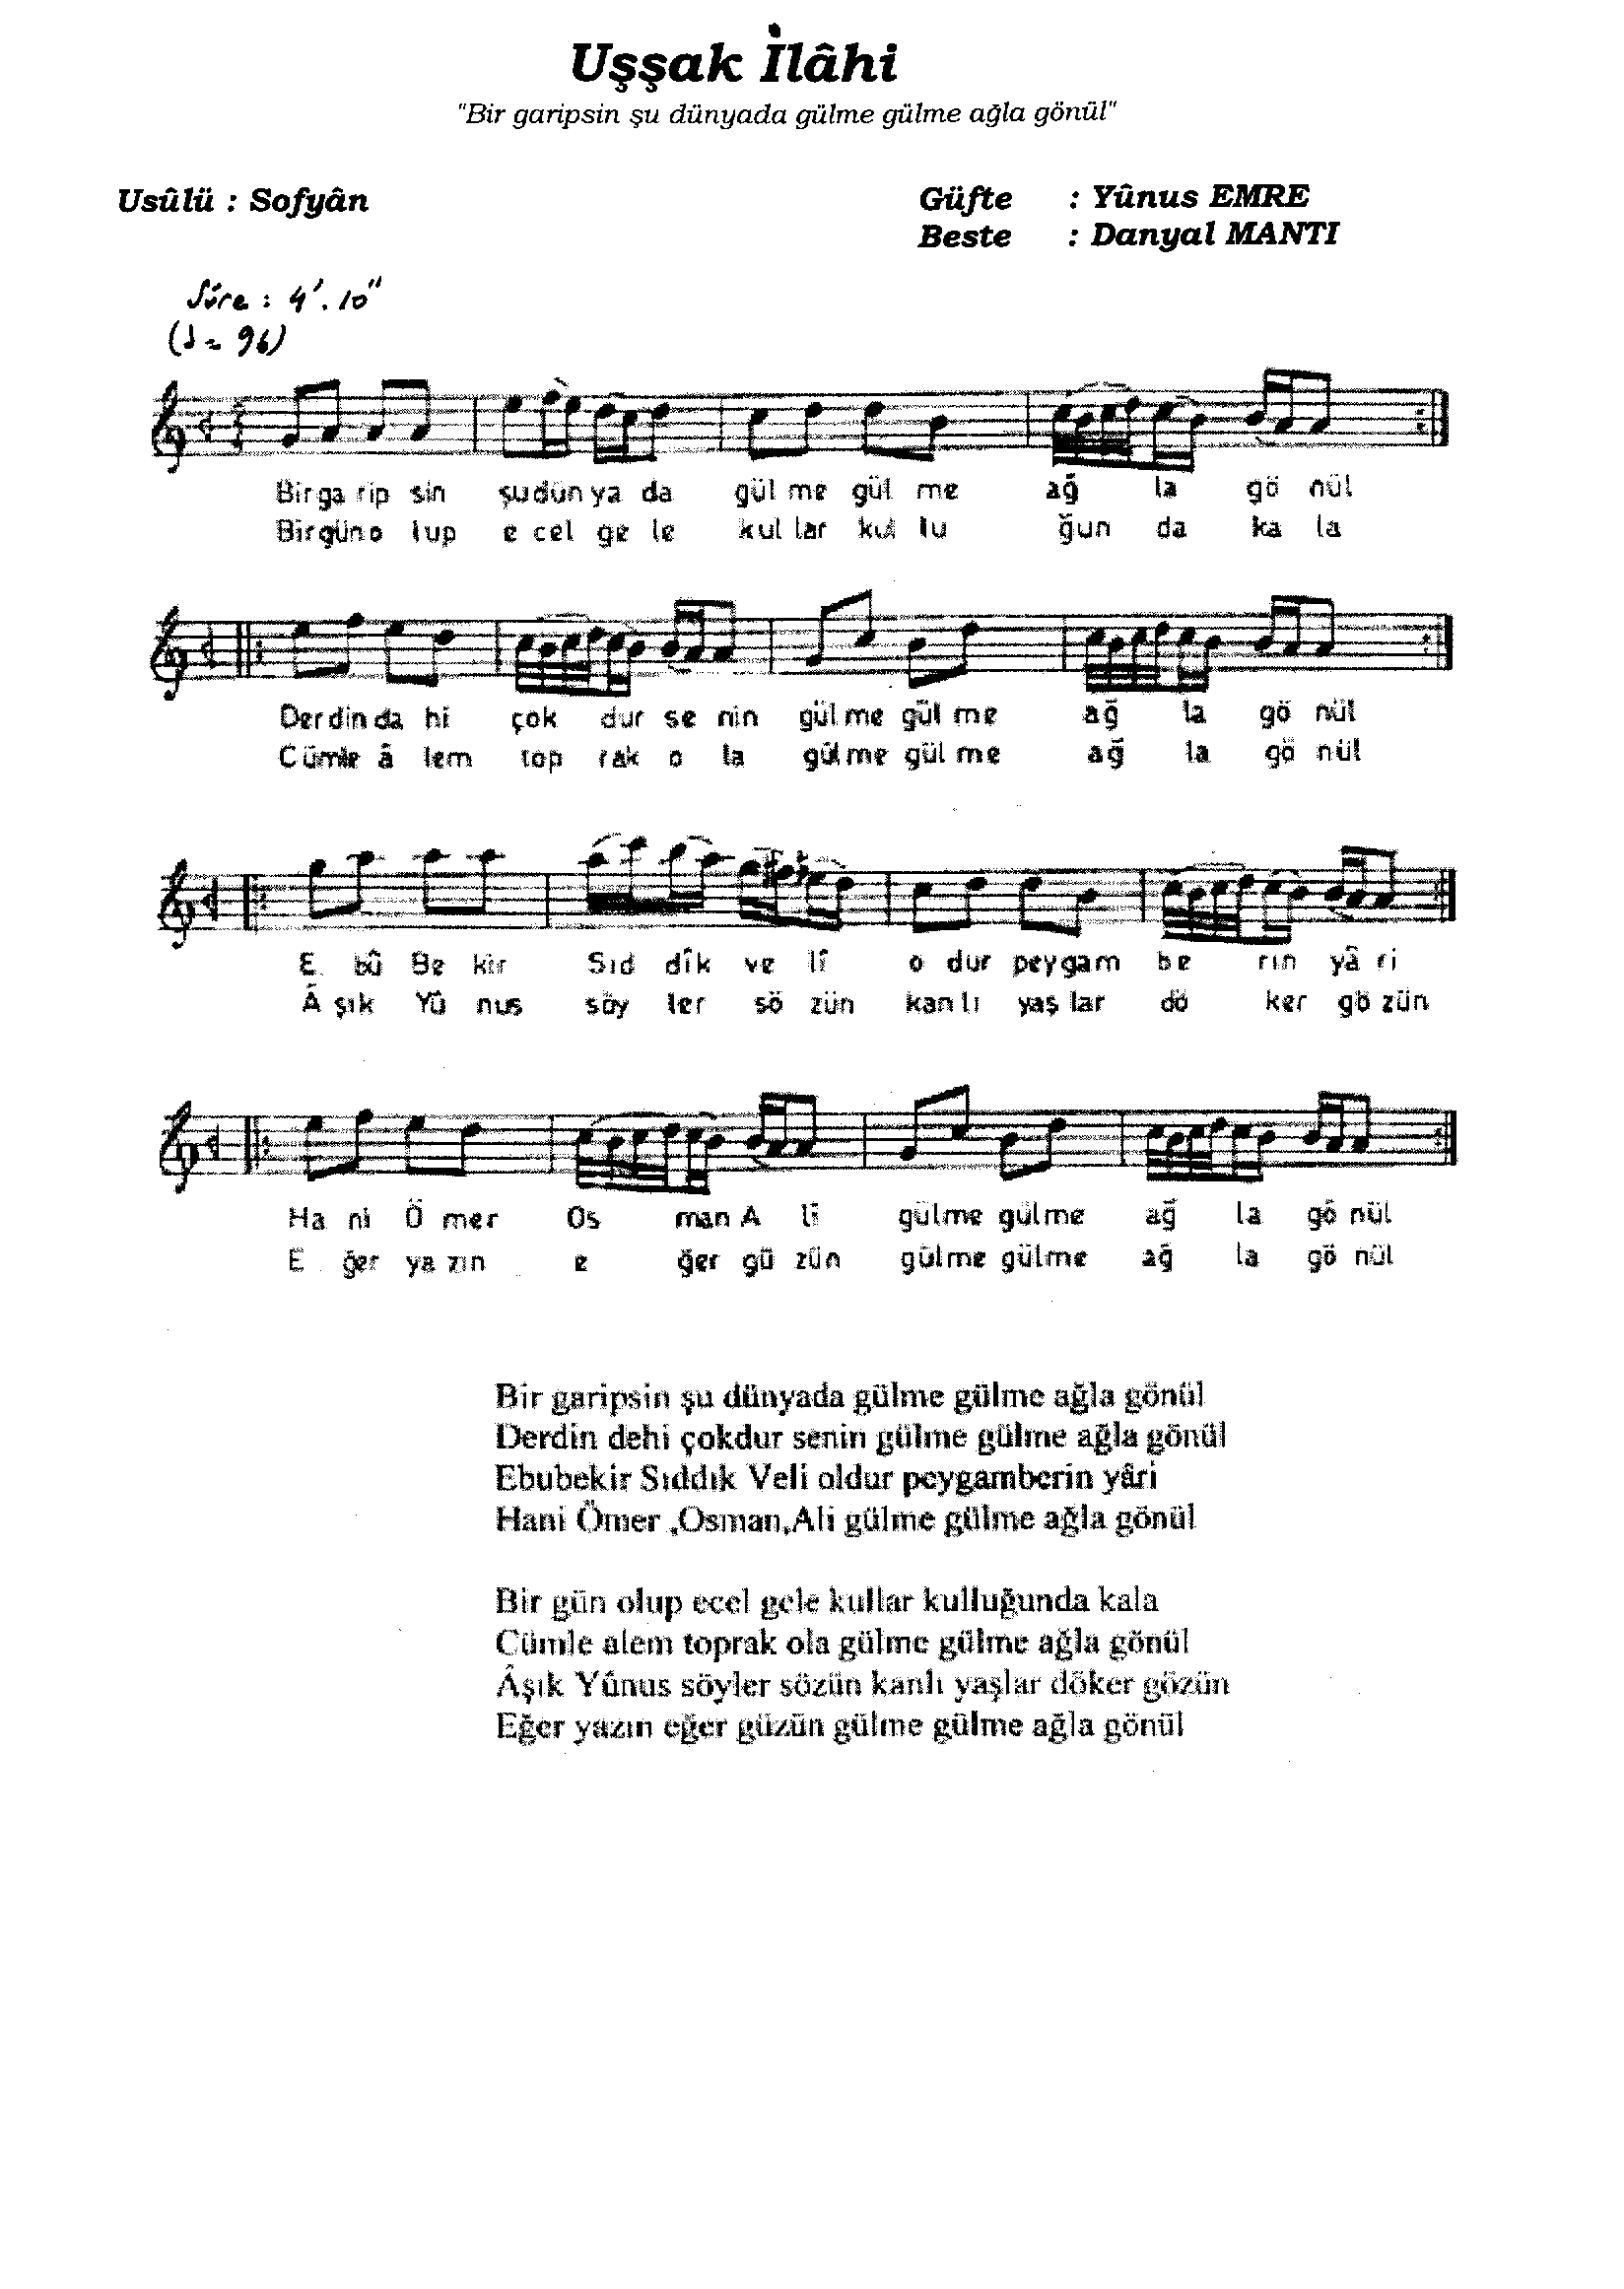 Uşşak İlâhi
"Bir garipsin şu dünyada gülme gülme ağla gönül"
Usûlü : Sofyân
Güfte : Yûnus EMRE
Beste : Danyal MANTI
Süre : 4'.10"
(♩= 96)
Bir ga rip sin şu dün ya da gül me gül me ağ la gö nül
Bir gün o lup e cel ge le kul lar kul lu ğun da ka la
Der din da hi çok dur se nin gül me gül me ağ la gö nül
Cümle â lem top rak o la gül me gül me ağ la gö nül
E bû Be kir Sıd dîk ve lî o dur pey gam be rin yâ ri
Â şık Yû nus söy ler sö zün kan lı yaş lar dö ker gö zün
Ha ni Ö mer Os man A lî gül me gül me ağ la gö nül
E ğer ya zın e ğer gü zün gül me gül me ağ la gö nül
Bir garipsin şu dünyada gülme gülme ağla gönül
Derdin dehi çokdur senin gülme gülme ağla gönül
Ebubekir Sıddık Veli oldur peygamberin yâri
Hani Ömer ,Osman,Ali gülme gülme ağla gönül
Bir gün olup ecel gele kullar kulluğunda kala
Cümle alem toprak ola gülme gülme ağla gönül
Âşık Yûnus söyler sözün kanlı yaşlar döker gözün
Eğer yazın eğer güzün gülme gülme ağla gönül